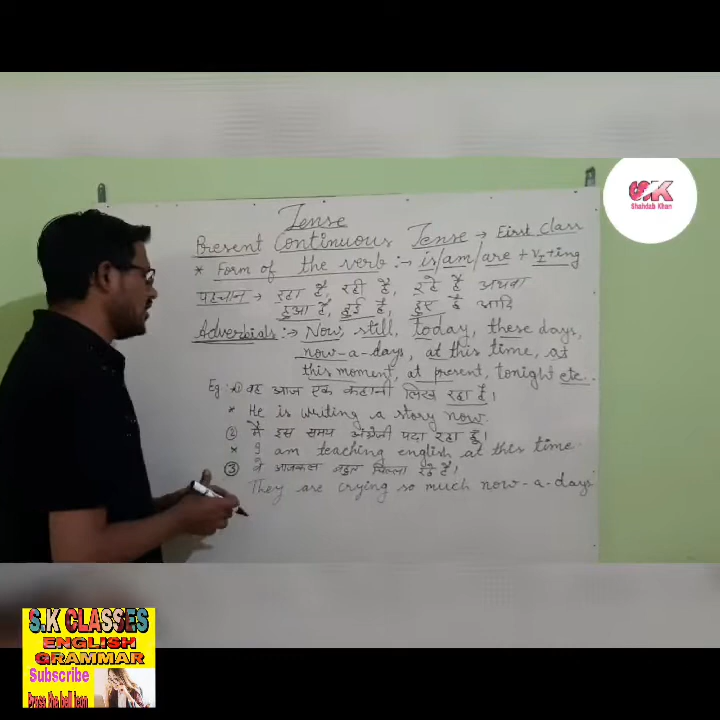 SK
Shahdab Khan
Tense
Present Continuous Tense → First Class
* Form of the verb :- is/am/are + V₁+ing
पहचान → रहा है, रही है, रहे है अथवा
हुआ है, हुई है, हुए है आदि
Adverbials :→ Now, still, today, these days,
now-a-days, at this time, at
this moment, at present, tonight etc..
Eg:① वह आज एक कहानी लिख रहा है।
* He is writing a story now.
② मैं इस समय अंग्रेजी पढा रहा हूँ।
* I am teaching english at this time.
③ वे आजकल बहुत चिल्ला रहे हैं।
They are crying so much now-a-days
S.K CLASSES
ENGLISH
GRAMMAR
Subscribe